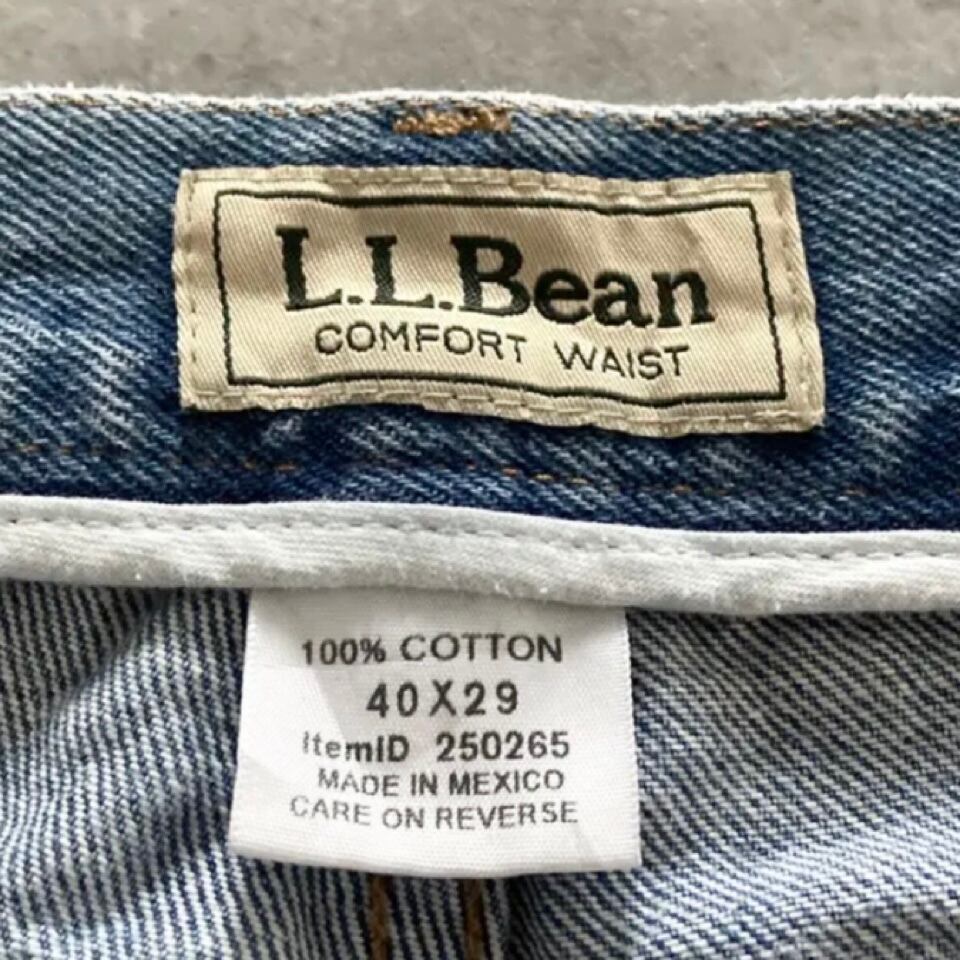 L.L.Bean
COMFORT WAIST
100% COTTON
40X29
ItemID 250265
MADE IN MEXICO
CARE ON REVERSE